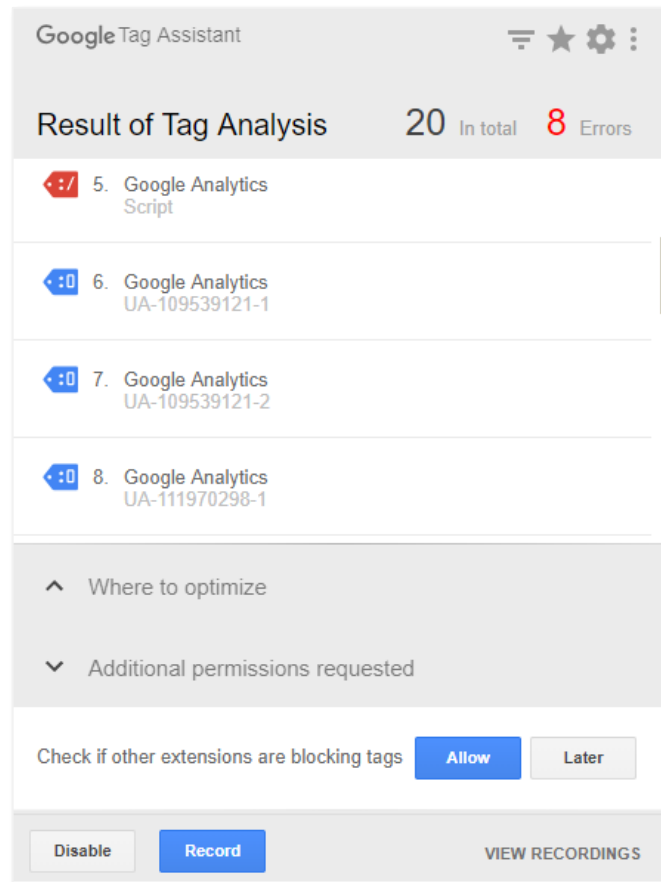 Google Tag Assistant
Result of Tag Analysis 20 In total 8 Errors
5. Google Analytics
Script
6. Google Analytics
UA-109539121-1
7. Google Analytics
UA-109539121-2
8. Google Analytics
UA-111970298-1
Where to optimize
Additional permissions requested
Check if other extensions are blocking tags Allow Later
Disable Record VIEW RECORDINGS